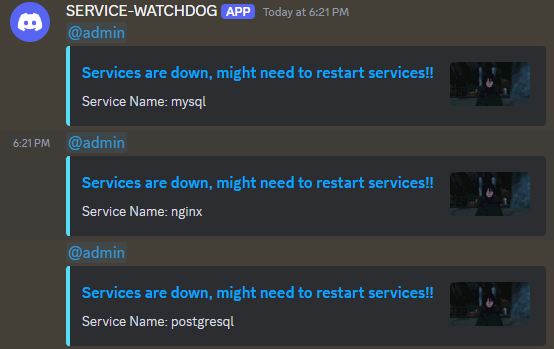 SERVICE-WATCHDOG APP Today at 6:21 PM
@admin
Services are down, might need to restart services!!
Service Name: mysql
6:21 PM @admin
Services are down, might need to restart services!!
Service Name: nginx
@admin
Services are down, might need to restart services!!
Service Name: postgresql